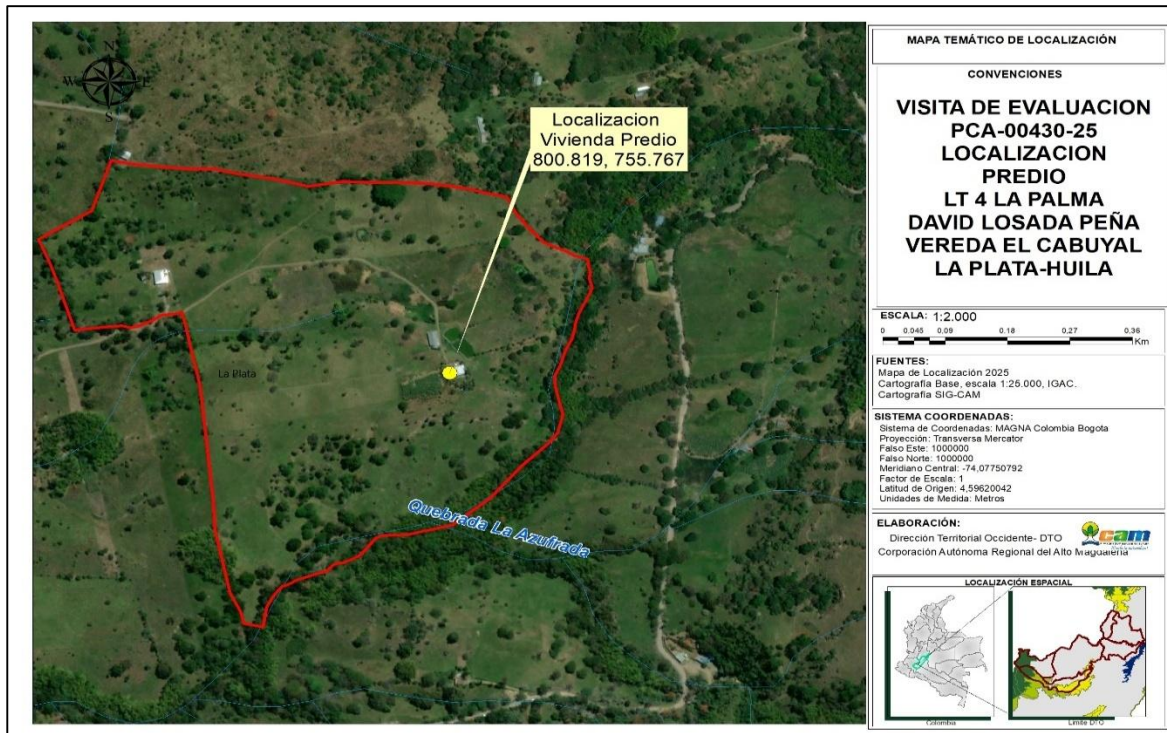 N
W
E
S
Localizacion
Vivienda Predio
800.819, 755.767
La Plata
Quebrada La Azufrada
MAPA TEMÁTICO DE LOCALIZACIÓN
CONVENCIONES
VISITA DE EVALUACION
PCA-00430-25
LOCALIZACION
PREDIO
LT 4 LA PALMA
DAVID LOSADA PEÑA
VEREDA EL CABUYAL
LA PLATA-HUILA
ESCALA: 1:2.000
0 0,045 0,09 0,18 0,27 0,36
Km
FUENTES:
Mapa de Localización 2025
Cartografía Base, escala 1:25.000, IGAC.
Cartografía SIG-CAM
SISTEMA COORDENADAS:
Sistema de Coordenadas: MAGNA Colombia Bogota
Proyección: Transversa Mercator
Falso Este: 1000000
Falso Norte: 1000000
Meridiano Central: -74,07750792
Factor de Escala: 1
Latitud de Origen: 4,59620042
Unidades de Medida: Metros
ELABORACIÓN:
Dirección Territorial Occidente- DTO
Corporación Autónoma Regional del Alto Magdalena
cam
LOCALIZACIÓN ESPACIAL
Colombia
Limite DTO